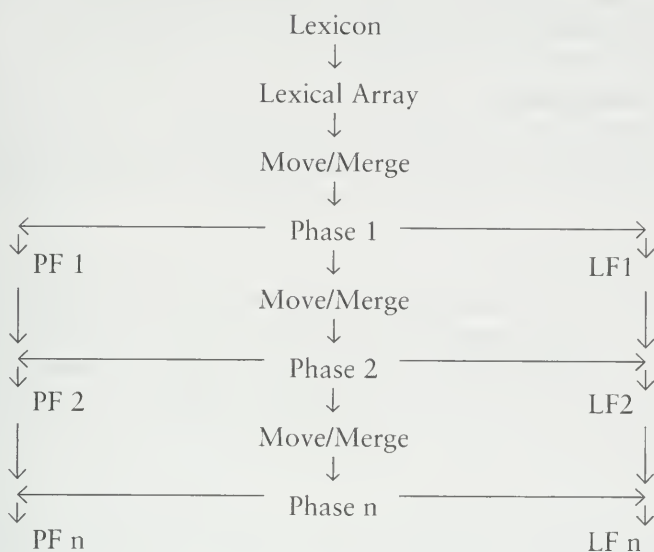 Lexicon
Lexical Array
Move/Merge
Phase 1
PF 1
LF1
Move/Merge
Phase 2
PF 2
LF2
Move/Merge
Phase n
PF n
LF n